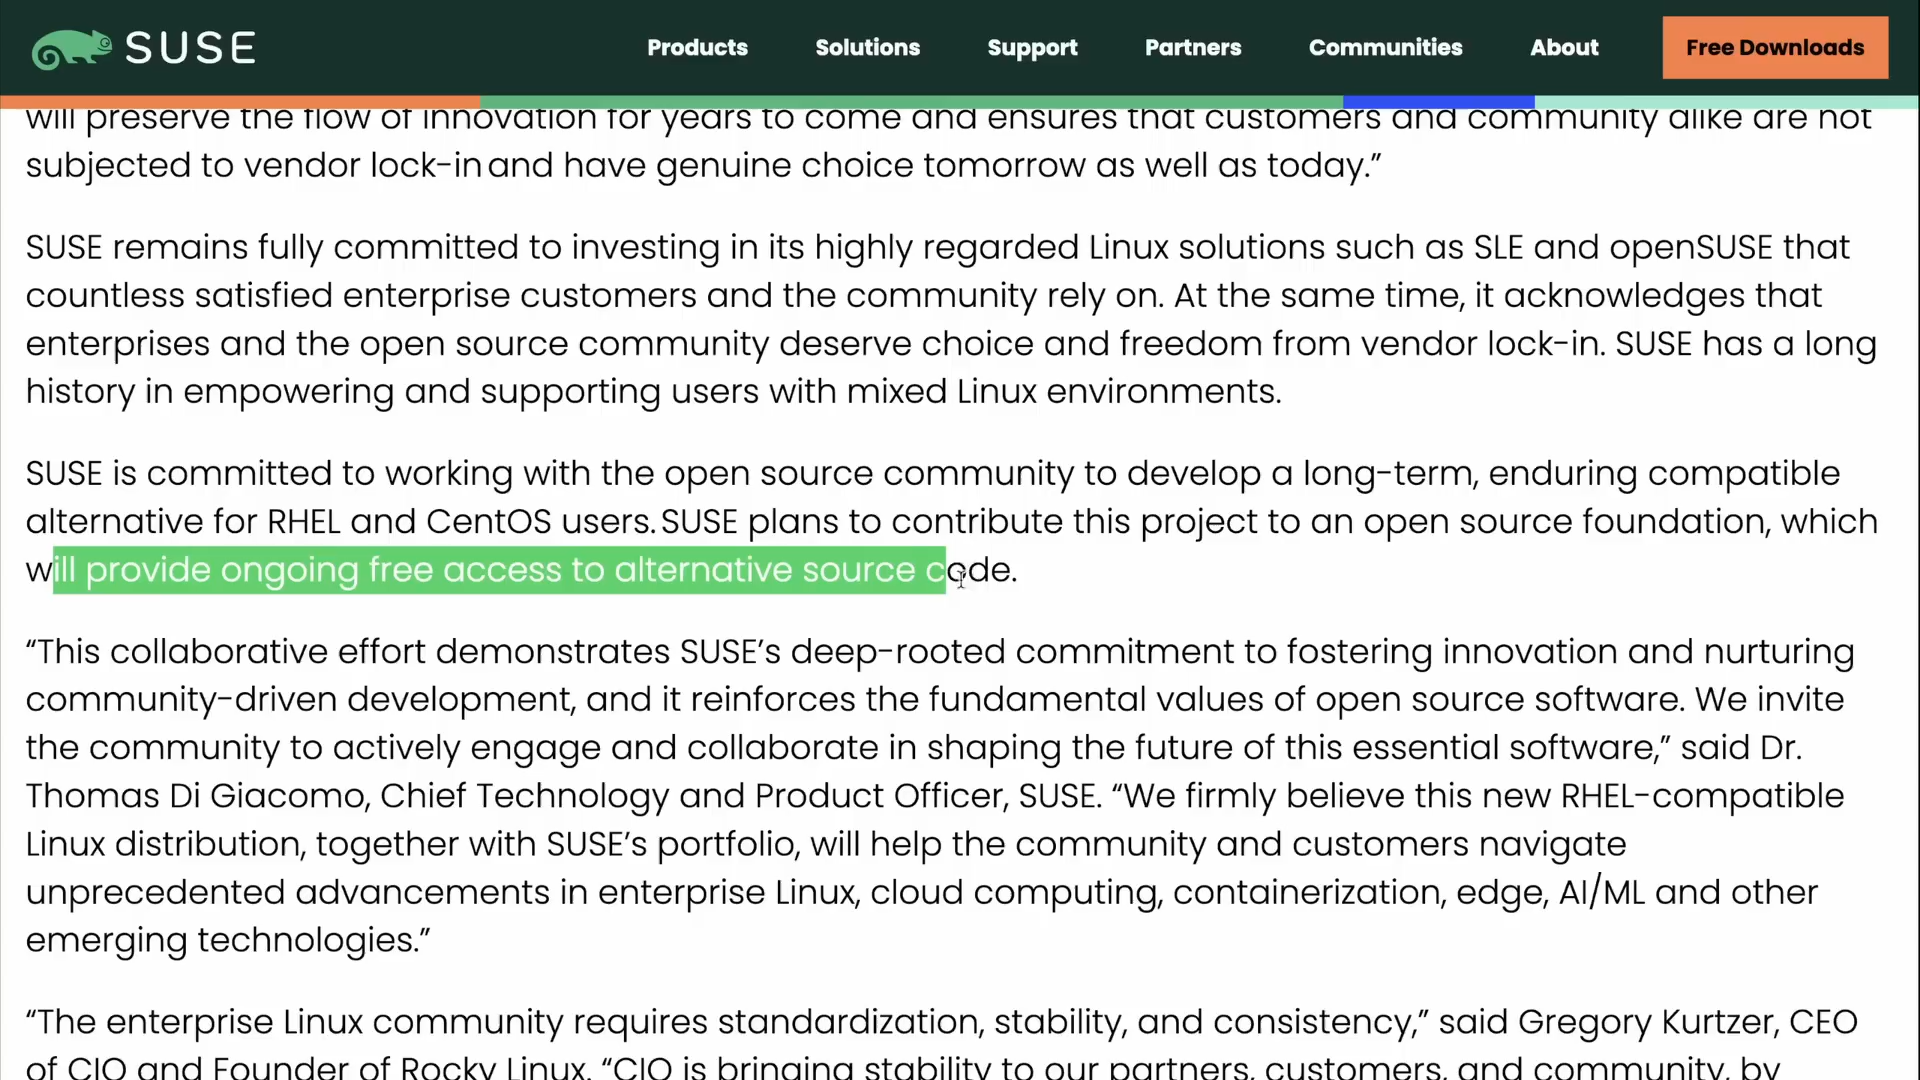 SUSE
Products
Solutions
Support
Partners
Communities
About
Free Downloads
will preserve the flow of innovation for years to come and ensures that customers and community alike are not
subjected to vendor lock-in and have genuine choice tomorrow as well as today.”
SUSE remains fully committed to investing in its highly regarded Linux solutions such as SLE and openSUSE that
countless satisfied enterprise customers and the community rely on. At the same time, it acknowledges that
enterprises and the open source community deserve choice and freedom from vendor lock-in. SUSE has a long
history in empowering and supporting users with mixed Linux environments.
SUSE is committed to working with the open source community to develop a long-term, enduring compatible
alternative for RHEL and CentOS users. SUSE plans to contribute this project to an open source foundation, which
will provide ongoing free access to alternative source code.
“This collaborative effort demonstrates SUSE’s deep-rooted commitment to fostering innovation and nurturing
community-driven development, and it reinforces the fundamental values of open source software. We invite
the community to actively engage and collaborate in shaping the future of this essential software,” said Dr.
Thomas Di Giacomo, Chief Technology and Product Officer, SUSE. “We firmly believe this new RHEL-compatible
Linux distribution, together with SUSE’s portfolio, will help the community and customers navigate
unprecedented advancements in enterprise Linux, cloud computing, containerization, edge, AI/ML and other
emerging technologies.”
“The enterprise Linux community requires standardization, stability, and consistency,” said Gregory Kurtzer, CEO
of CIQ and Founder of Rocky Linux. “CIQ is bringing stability to our partners, customers, and community, by